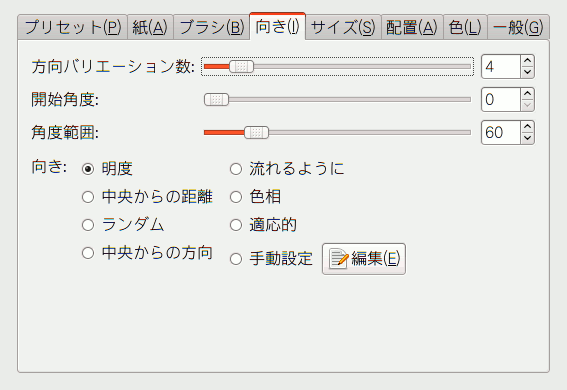 プリセット(P) 紙(A) ブラシ(B) 向き(I) サイズ(S) 配置(A) 色(L) 一般(G)
方向バリエーション数: 4
開始角度: 0
角度範囲: 60
向き: 明度 流れるように
中央からの距離 色相
ランダム 適応的
中央からの方向 手動設定 編集(E)